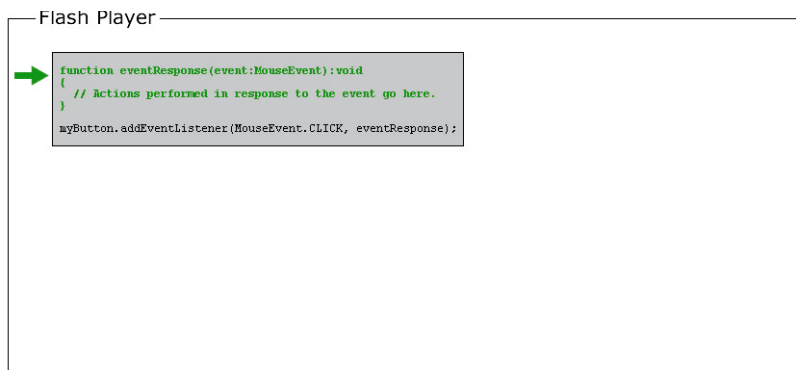 Flash Player
function eventResponse(event:MouseEvent):void
{
// Actions performed in response to the event go here.
}
myButton.addEventListener(MouseEvent.CLICK, eventResponse);